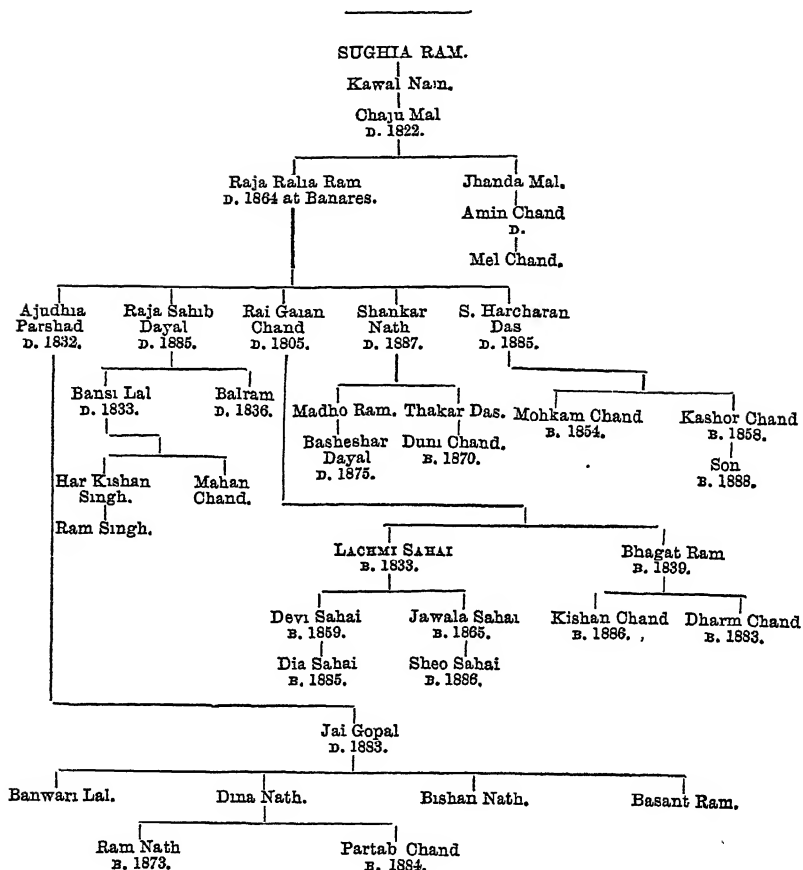 SUGHIA RAM.
Kawal Nain.
Chaju Mal
D. 1822.
Raja Ralia Ram
D. 1864 at Banares.
Jhanda Mal.
Amin Chand
D.
Mel Chand.
Ajudhia
Parshad
D. 1832.
Raja Sahib
Dayal
D. 1885.
Rai Gaian
Chand
D. 1805.
Shankar
Nath
D. 1887.
S. Harcharan
Das
D. 1885.
Bansi Lal
D. 1833.
Balram
D. 1836.
Madho Ram.
Thakar Das.
Mohkam Chand
B. 1854.
Kashor Chand
B. 1858.
Basheshar
Dayal
D. 1875.
Duni Chand.
B. 1870.
Son
B. 1888.
Har Kishan
Singh.
Mahan
Chand.
Ram Singh.
LACHMI SAHAI
B. 1833.
Bhagat Ram
B. 1839.
Devi Sahai
B. 1859.
Jawala Sahai
B. 1865.
Kishan Chand
B. 1886.
Dharm Chand
B. 1883.
Dia Sahai
B. 1885.
Sheo Sahai
B. 1886.
Jai Gopal
D. 1883.
Banwari Lal.
Dina Nath.
Bishan Nath.
Basant Ram.
Ram Nath
B. 1873.
Partab Chand
B. 1884.